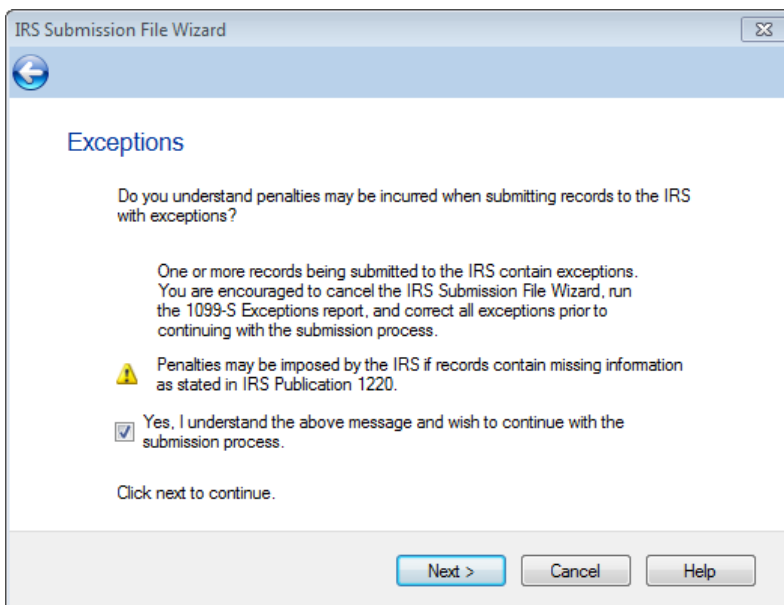 IRS Submission File Wizard
Exceptions
Do you understand penalties may be incurred when submitting records to the IRS
with exceptions?
One or more records being submitted to the IRS contain exceptions.
You are encouraged to cancel the IRS Submission File Wizard, run
the 1099-S Exceptions report, and correct all exceptions prior to
continuing with the submission process.
Penalties may be imposed by the IRS if records contain missing information
as stated in IRS Publication 1220.
Yes, I understand the above message and wish to continue with the
submission process.
Click next to continue.
Next > Cancel Help